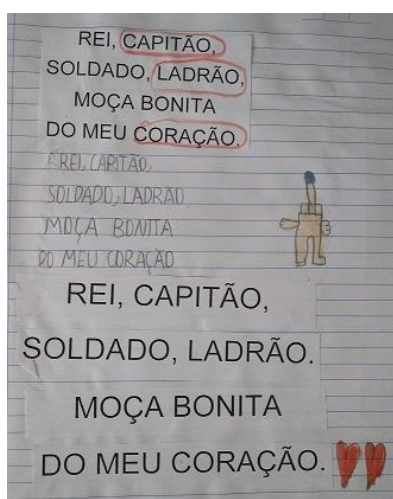 REI, CAPITÃO,
SOLDADO, LADRÃO,
MOÇA BONITA
DO MEU CORAÇÃO.
RREI, CAPITÃO,
SOLDADO, LADRÃO
MOÇA BONITA
DO MEU CORAÇÃO
REI, CAPITÃO,
SOLDADO, LADRÃO.
MOÇA BONITA
DO MEU CORAÇÃO.